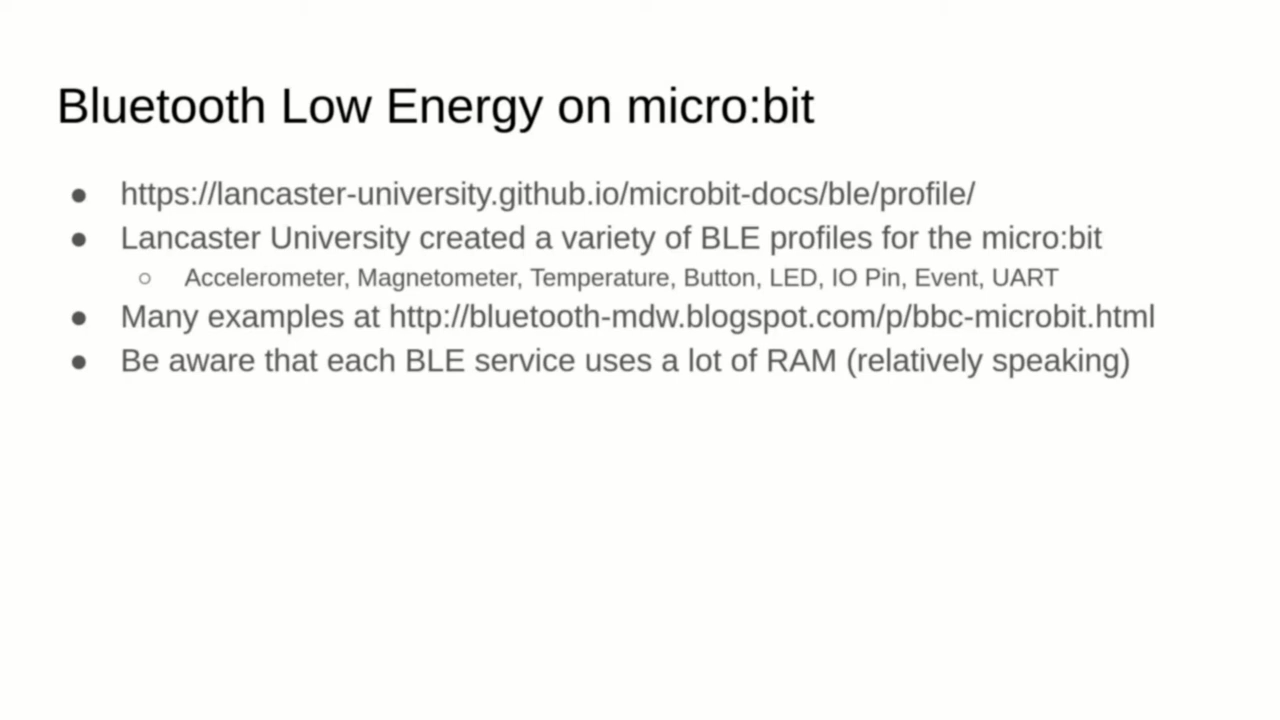 Bluetooth Low Energy on micro:bit
● https://lancaster-university.github.io/microbit-docs/ble/profile/
● Lancaster University created a variety of BLE profiles for the micro:bit
○ Accelerometer, Magnetometer, Temperature, Button, LED, IO Pin, Event, UART
● Many examples at http://bluetooth-mdw.blogspot.com/p/bbc-microbit.html
● Be aware that each BLE service uses a lot of RAM (relatively speaking)